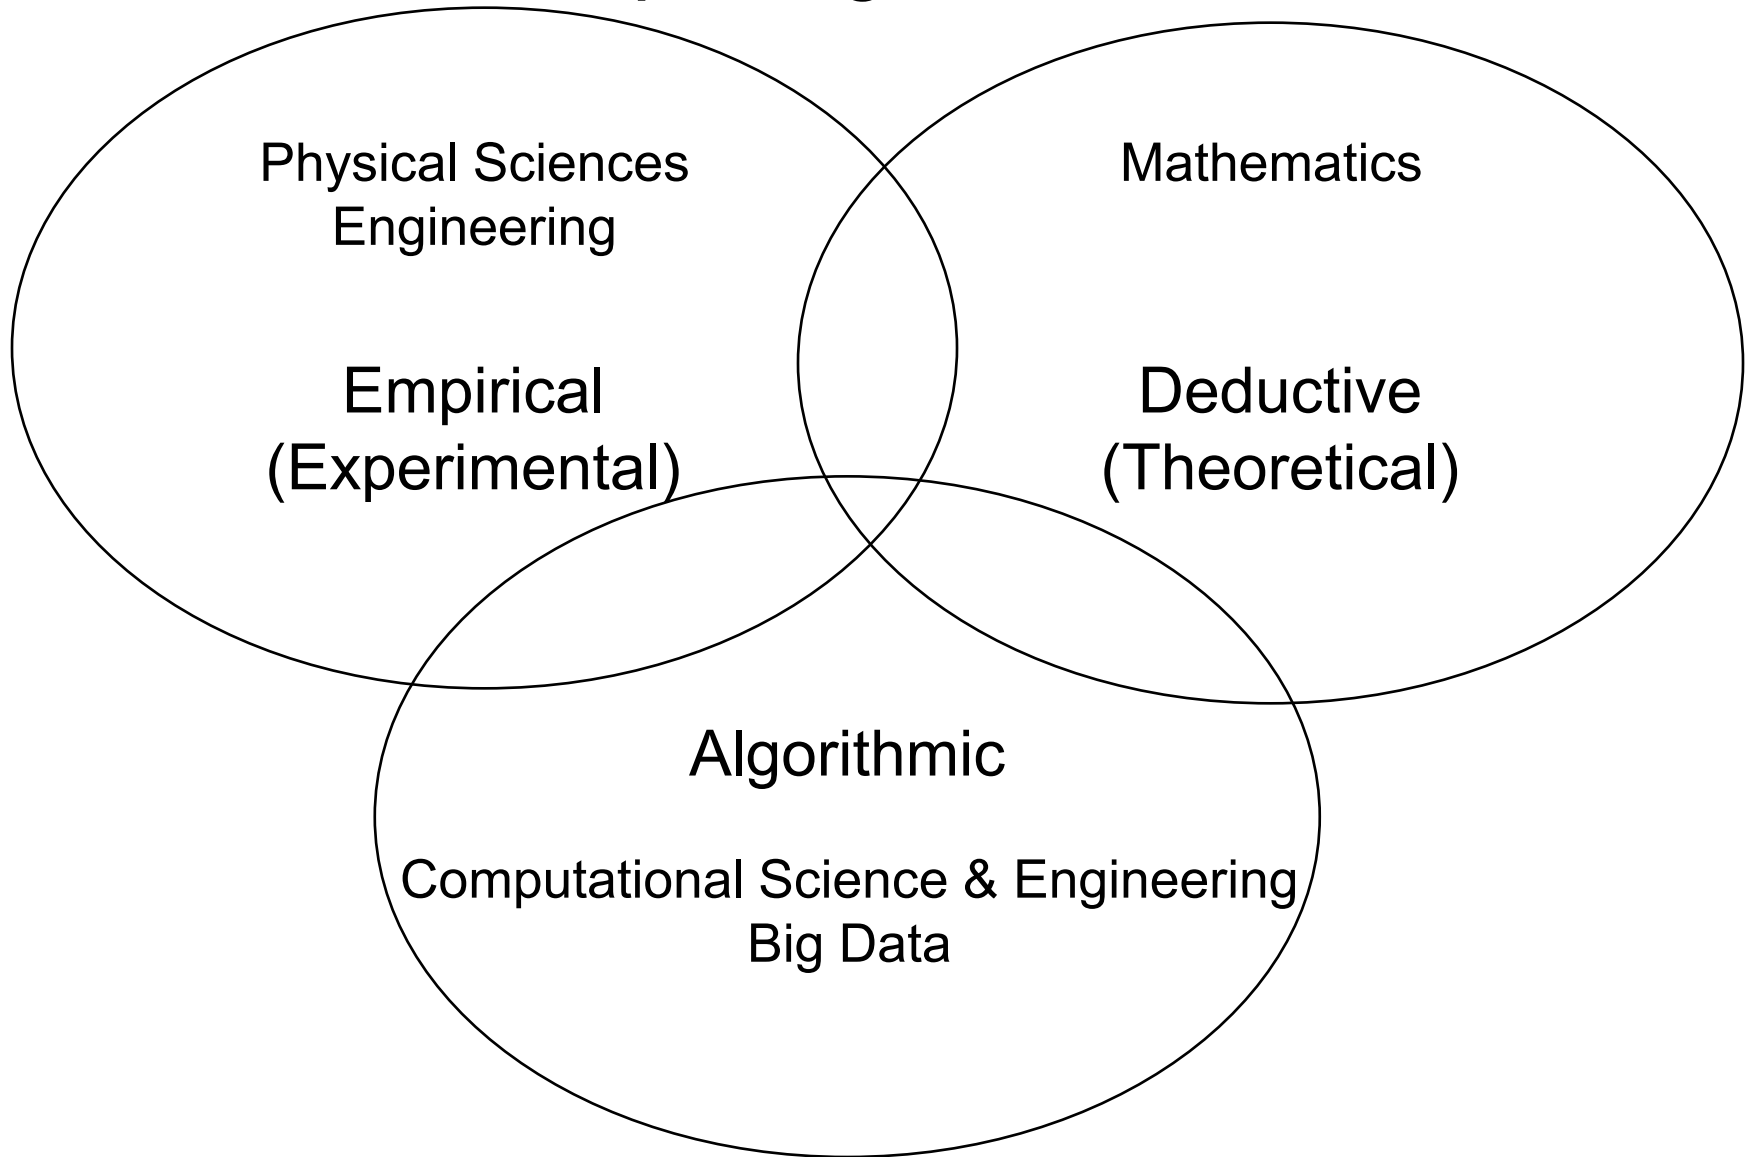 Physical Sciences
Engineering
Empirical
(Experimental)
Mathematics
Deductive
(Theoretical)
Algorithmic
Computational Science & Engineering
Big Data